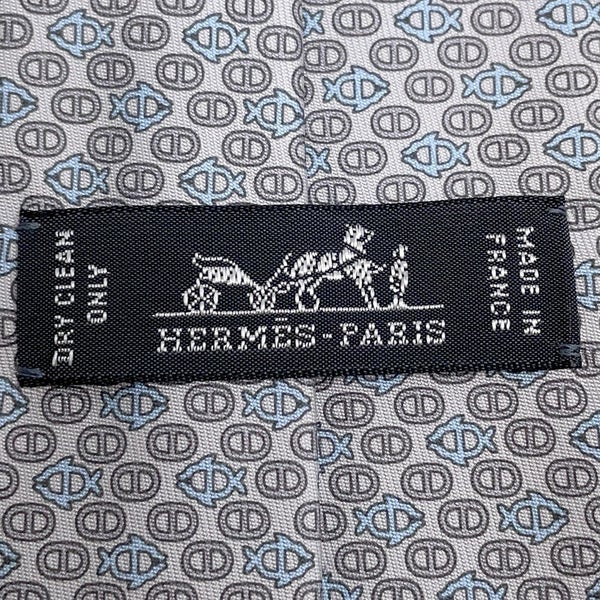 DRY CLEAN
ONLY
HERMES-PARIS
MADE IN
FRANCE